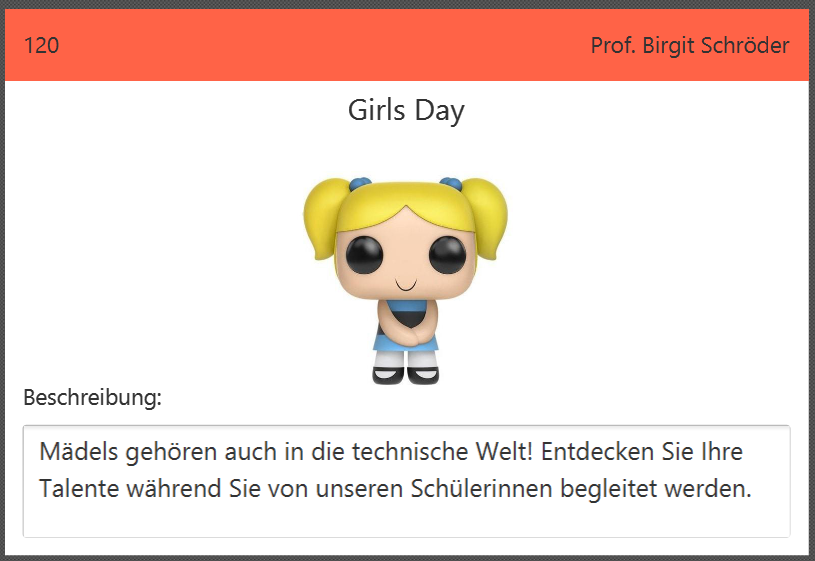 120
Prof. Birgit Schröder
Girls Day
Beschreibung:
Mädels gehören auch in die technische Welt! Entdecken Sie Ihre
Talente während Sie von unseren Schülerinnen begleitet werden.